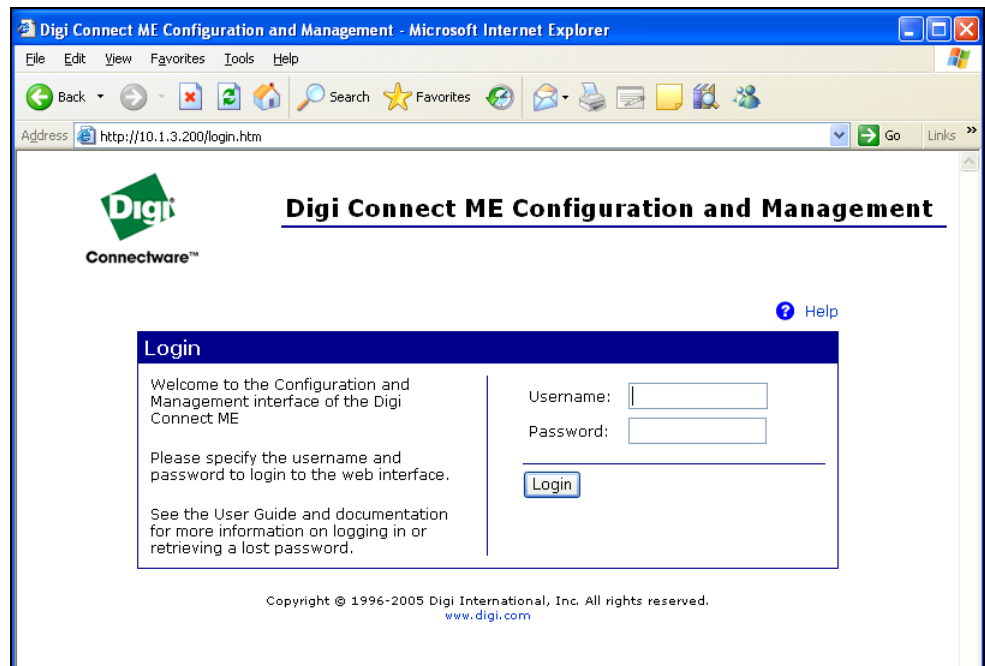 Digi Connect ME Configuration and Management - Microsoft Internet Explorer
File Edit View Favorites Tools Help
Back Search Favorites
Address http://10.1.3.200/login.htm Go Links »
Digi
Connectware™
Digi Connect ME Configuration and Management
? Help
Login
Welcome to the Configuration and
Management interface of the Digi
Connect ME
Please specify the username and
password to login to the web interface.
See the User Guide and documentation
for more information on logging in or
retrieving a lost password.
Username:
Password:
Login
Copyright © 1996-2005 Digi International, Inc. All rights reserved.
www.digi.com